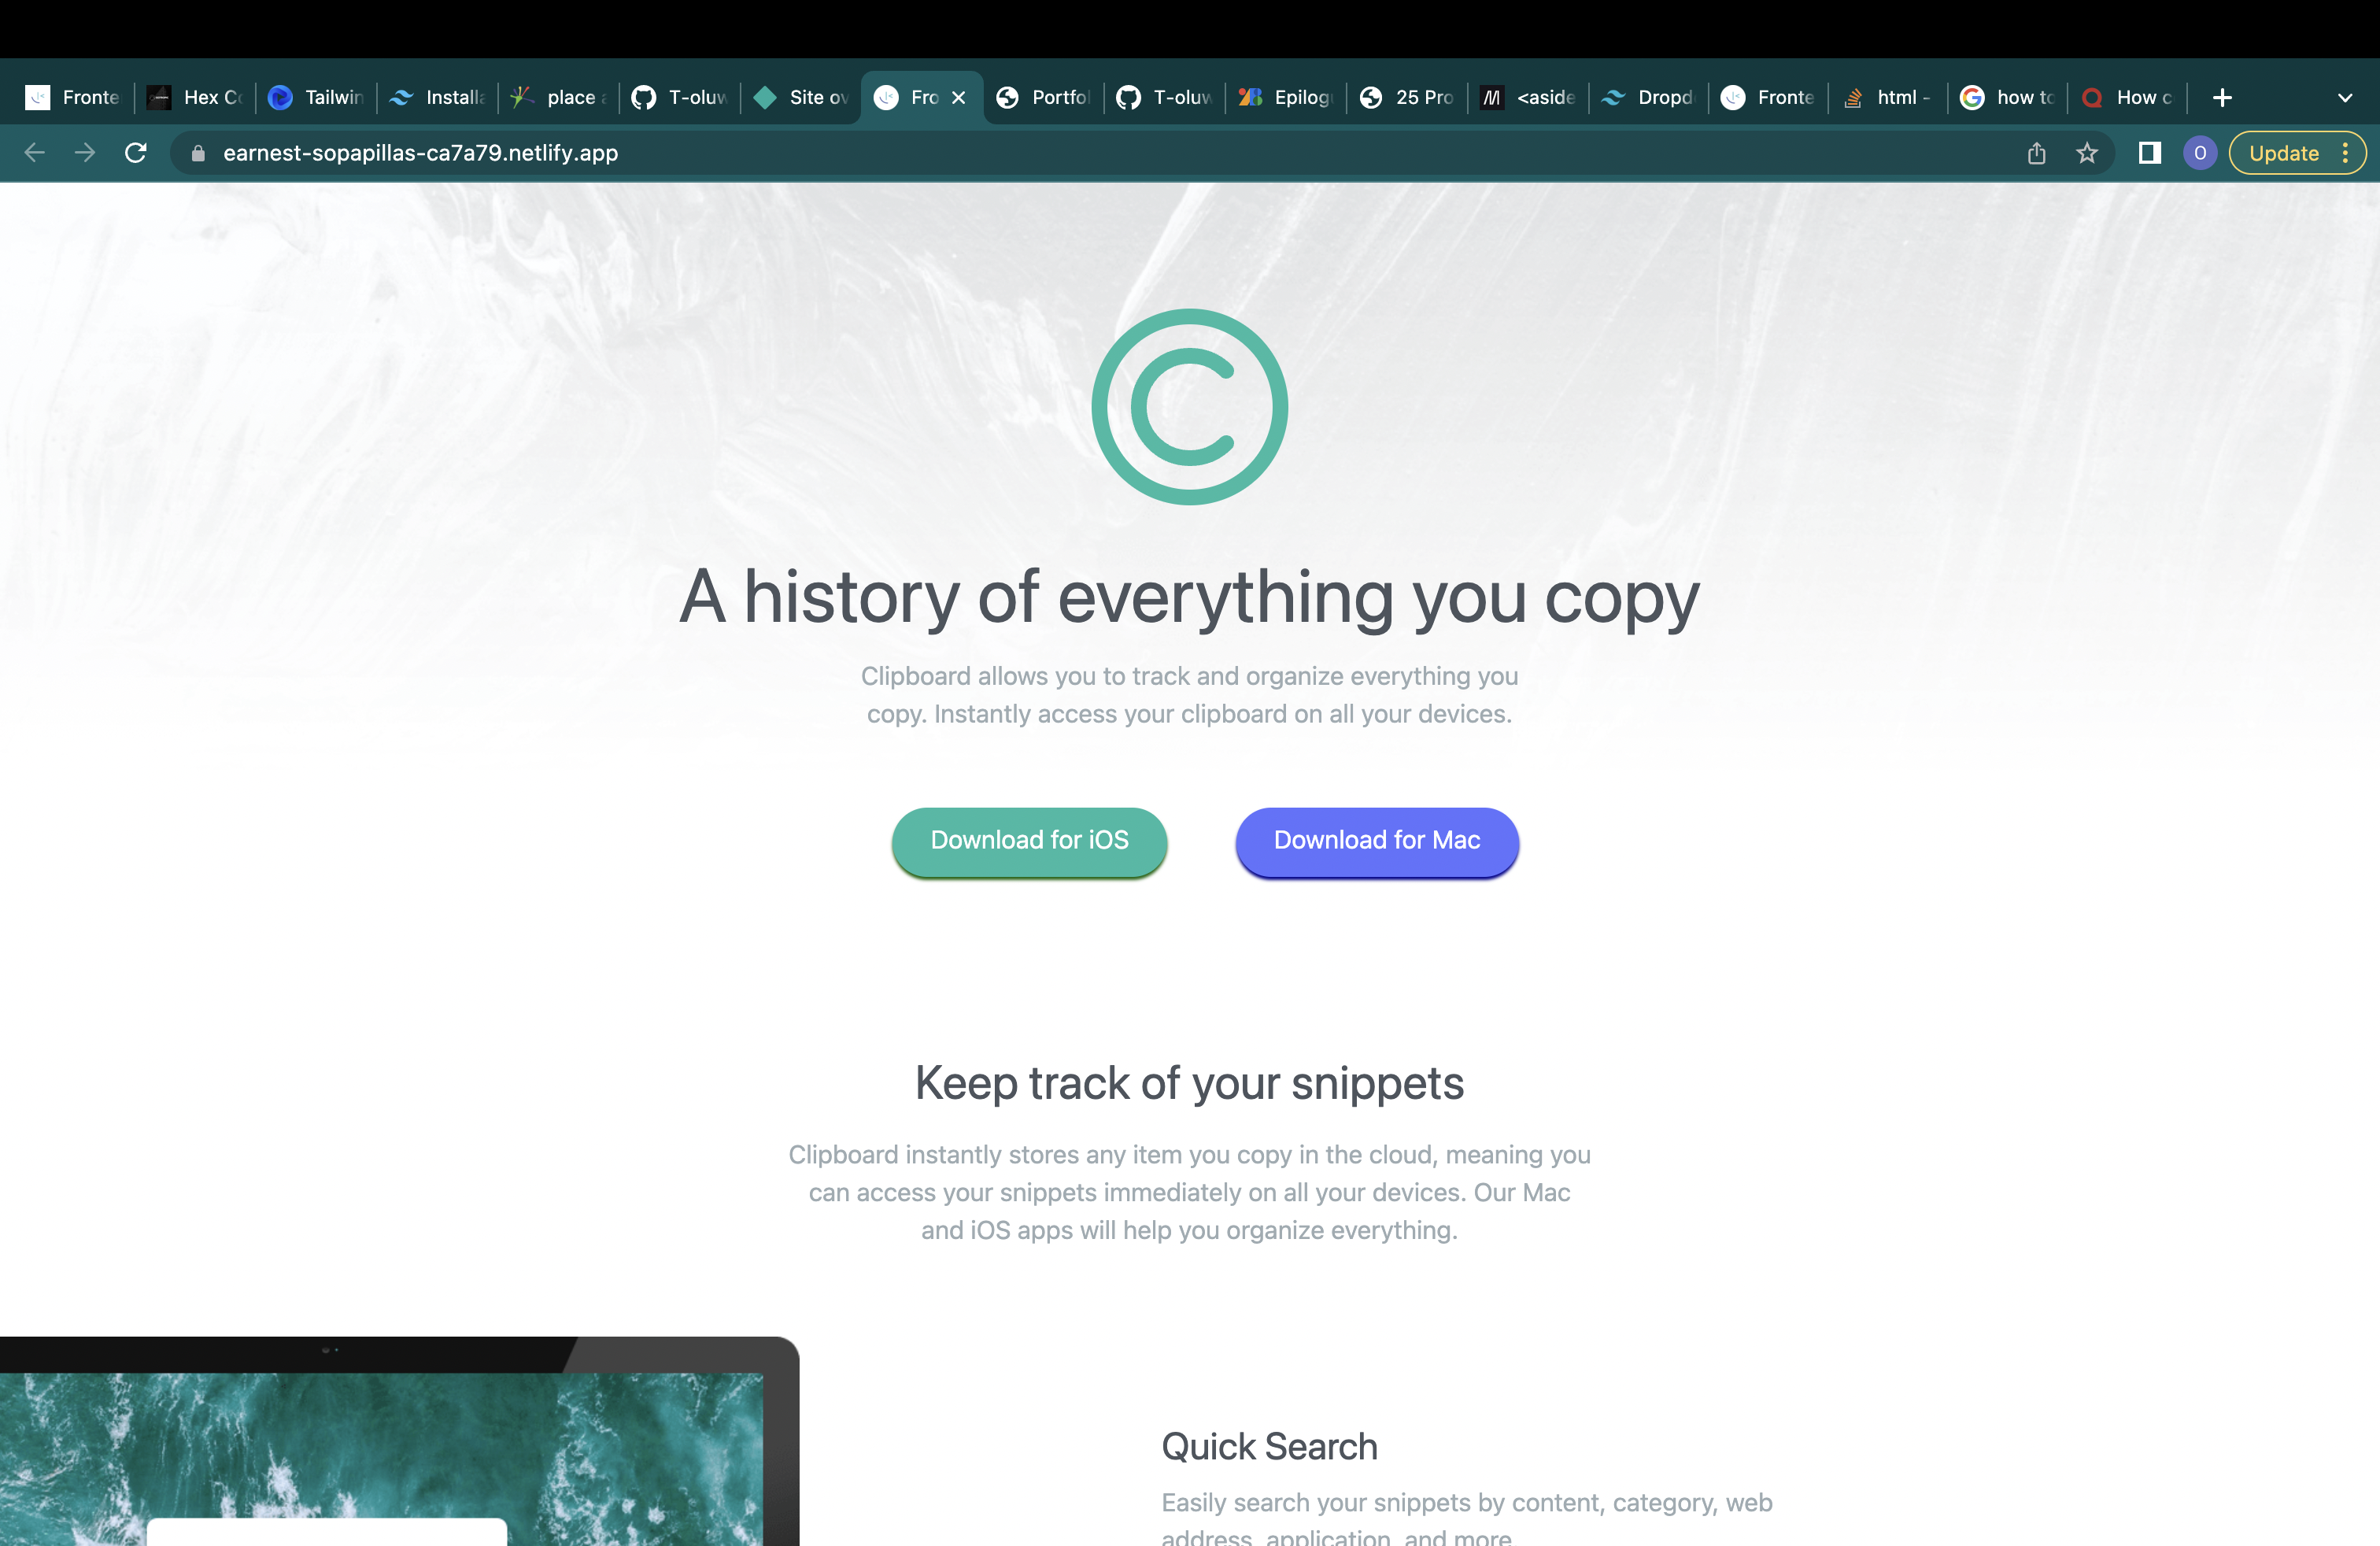 Fronte
Hex Co
Tailwin
Installa
place a
T-oluw
Site ov
Fro
Portfol
T-oluw
Epilogu
25 Pro
<aside
Dropd
Fronte
html -
how to
How c
earnest-sopapillas-ca7a79.netlify.app
O
Update
C
A history of everything you copy
Clipboard allows you to track and organize everything you
copy. Instantly access your clipboard on all your devices.
Download for iOS
Download for Mac
Keep track of your snippets
Clipboard instantly stores any item you copy in the cloud, meaning you
can access your snippets immediately on all your devices. Our Mac
and iOS apps will help you organize everything.
Quick Search
Easily search your snippets by content, category, web
address, application, and more